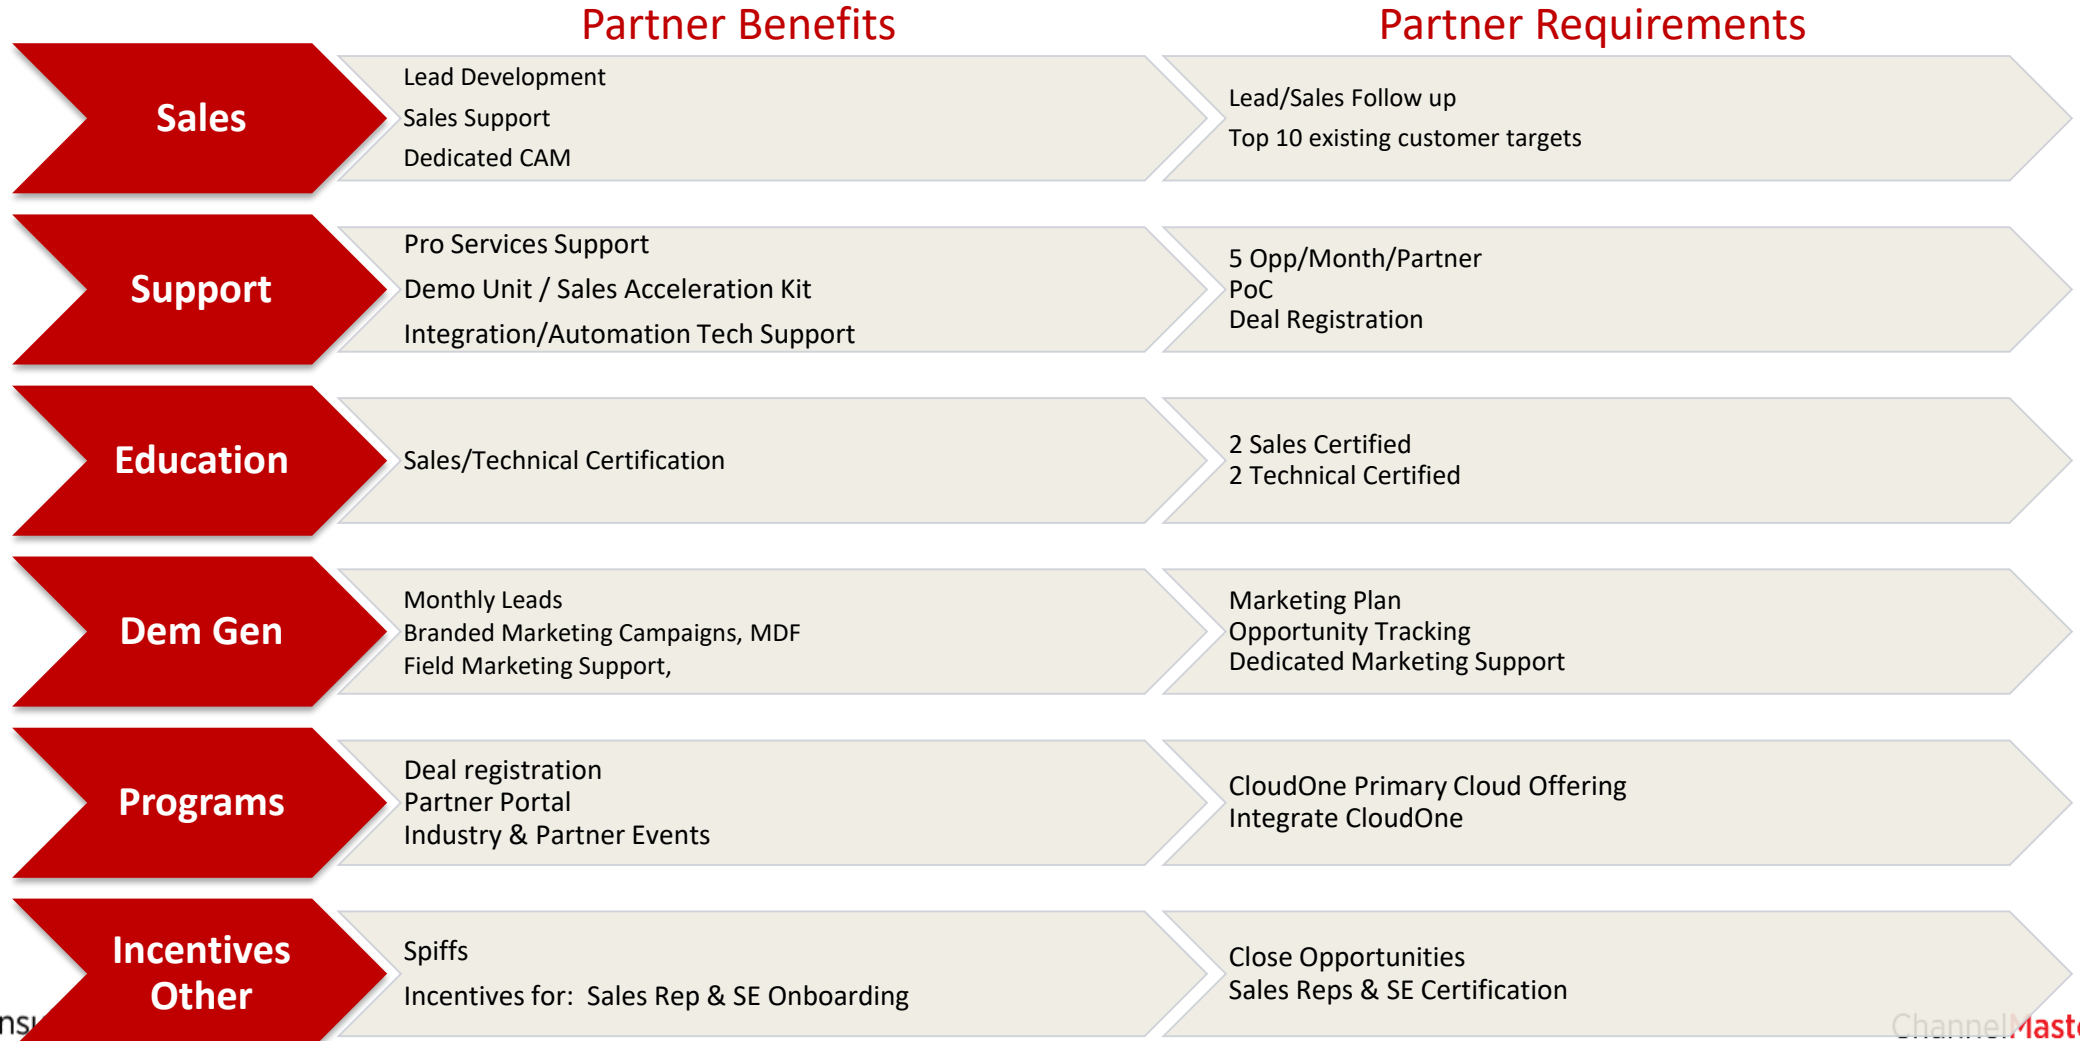 Partner Benefits
Partner Requirements
Sales
Lead Development
Sales Support
Dedicated CAM
Lead/Sales Follow up
Top 10 existing customer targets
Support
Pro Services Support
Demo Unit / Sales Acceleration Kit
Integration/Automation Tech Support
5 Opp/Month/Partner
PoC
Deal Registration
Education
Sales/Technical Certification
2 Sales Certified
2 Technical Certified
Dem Gen
Monthly Leads
Branded Marketing Campaigns, MDF
Field Marketing Support,
Marketing Plan
Opportunity Tracking
Dedicated Marketing Support
Programs
Deal registration
Partner Portal
Industry & Partner Events
CloudOne Primary Cloud Offering
Integrate CloudOne
Incentives
Other
Spiffs
Incentives for:  Sales Rep & SE Onboarding
Close Opportunities
Sales Reps & SE Certification